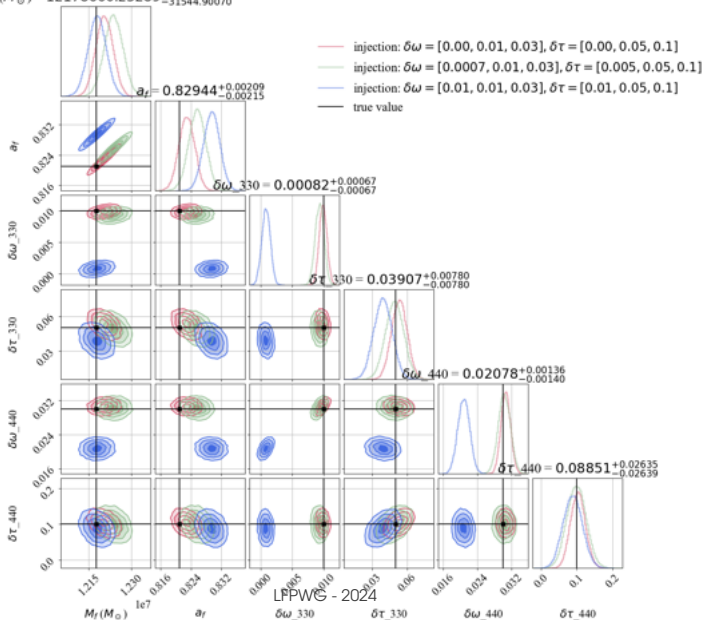 injection: δω = [0.00, 0.01, 0.03], δτ = [0.00, 0.05, 0.1]
injection: δω = [0.0007, 0.01, 0.03], δτ = [0.005, 0.05, 0.1]
injection: δω = [0.01, 0.01, 0.03], δτ = [0.01, 0.05, 0.1]
true value
a_f = 0.82944 +0.00209 −0.00215
0.832
0.824
0.816
a_f
δω_330 = 0.00082 +0.00067 −0.00067
0.010
0.005
0.000
δω_330
δτ_330 = 0.03907 +0.00780 −0.00780
0.06
0.03
δτ_330
δω_440 = 0.02078 +0.00136 −0.00140
0.032
0.024
0.016
δω_440
δτ_440 = 0.08851 +0.02635 −0.02639
0.2
0.1
0.0
δτ_440
1.215 1.230 0.816 0.824 0.832 0.000 0.005 0.010 0.03 0.06 0.016 0.024 0.032 0.0 0.1 0.2
1e7
LFPWG - 2024
M_f(M_⊙) a_f δω_330 δτ_330 δω_440 δτ_440